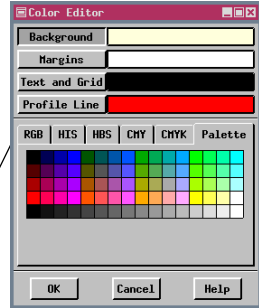 Color Editor
Background
Margins
Text and Grid
Profile Line
RGB HIS HBS CMY CMYK Palette
OK Cancel Help